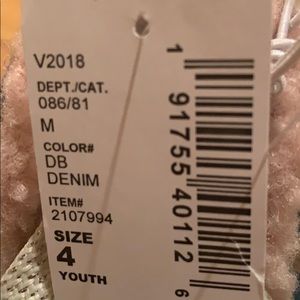 V2018
DEPT./CAT.
086/81
M
COLOR#
DB
DENIM
ITEM#
2107994
SIZE
4
YOUTH
1 91755 40112 6